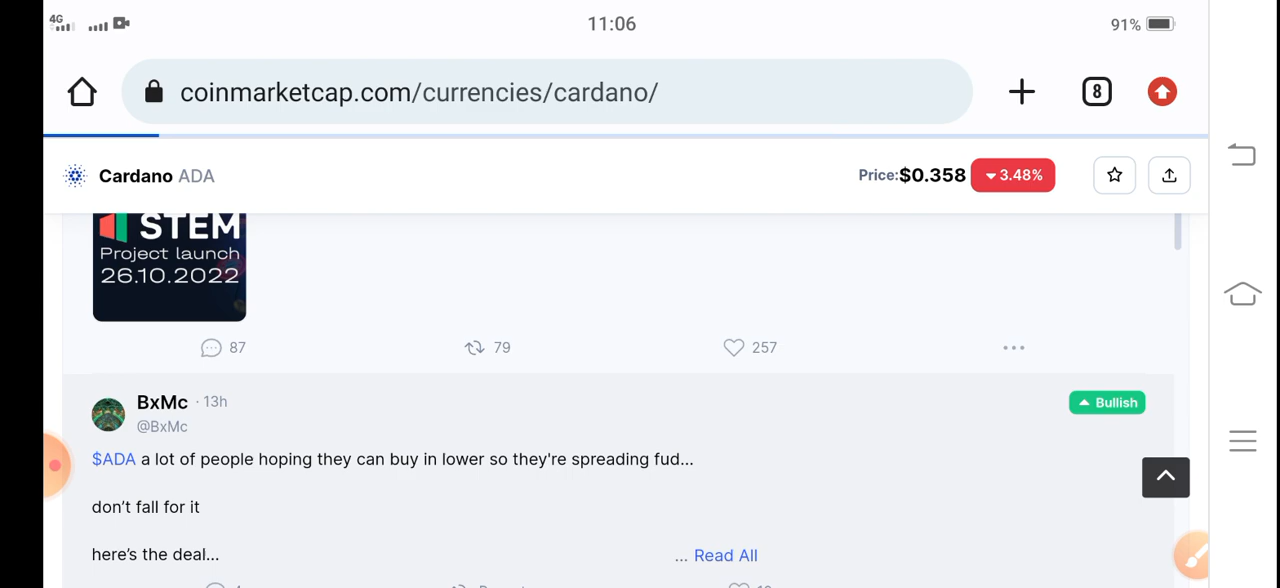 4G 11:06 91%
coinmarketcap.com/currencies/cardano/ 8
Cardano ADA Price:$0.358 3.48%
STEM
Project launch
26.10.2022
87 79 257
BxMc · 13h Bullish
@BxMc
$ADA a lot of people hoping they can buy in lower so they're spreading fud...
don’t fall for it
here’s the deal... ... Read All